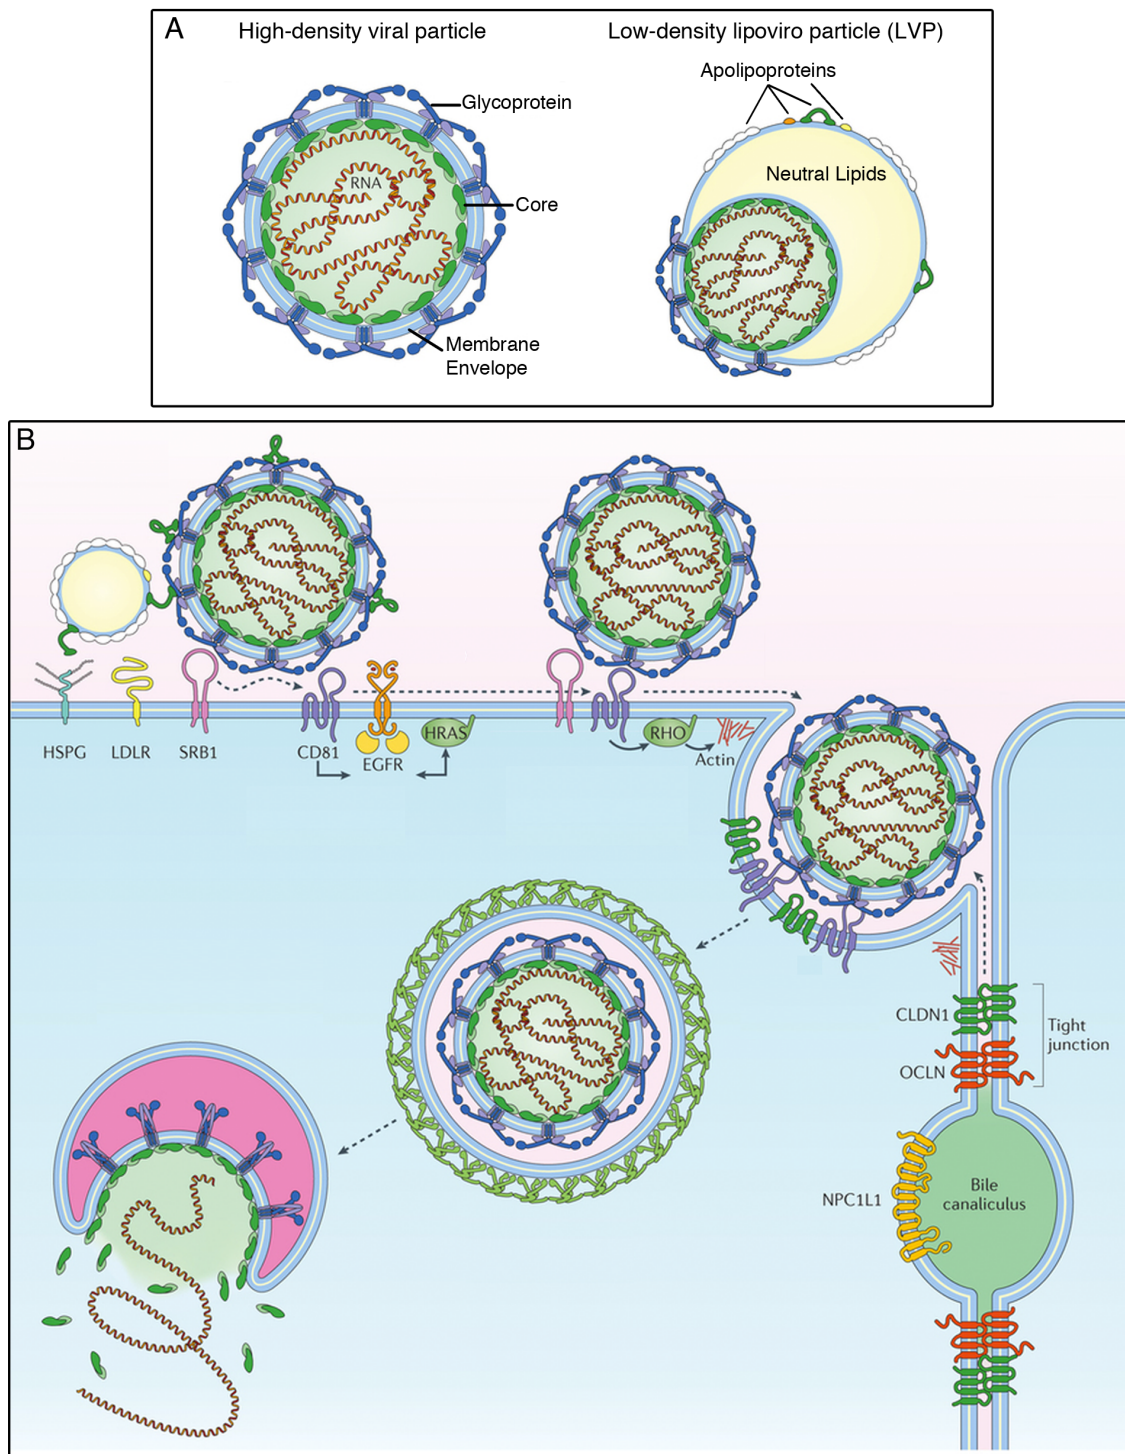 A
High-density viral particle
Low-density lipoviro particle (LVP)
Apolipoproteins
Glycoprotein
RNA
Neutral Lipids
Core
Membrane
Envelope
B
HSPG
LDLR
SRB1
CD81
EGFR
HRAS
RHO
Actin
CLDN1
OCLN
Tight
junction
NPC1L1
Bile
canaliculus